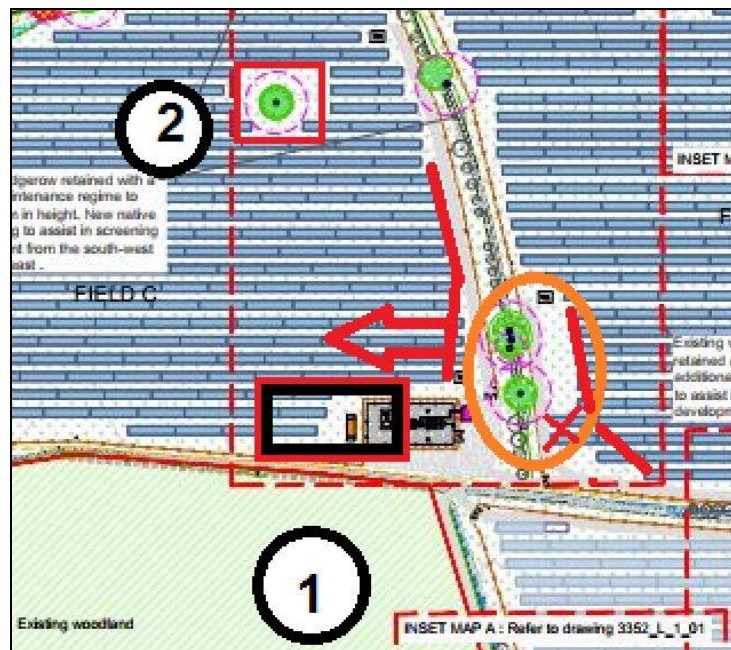 2
INSET M
dgerow retained with a
ntenance regime to
n in height. New native
g to assist in screening
nt from the south-west
east .
FIELD C
F
Existing
retained
additiona
to assist
developm
1
Existing woodland
INSET MAP A : Refer to drawing 3352_L_1_01